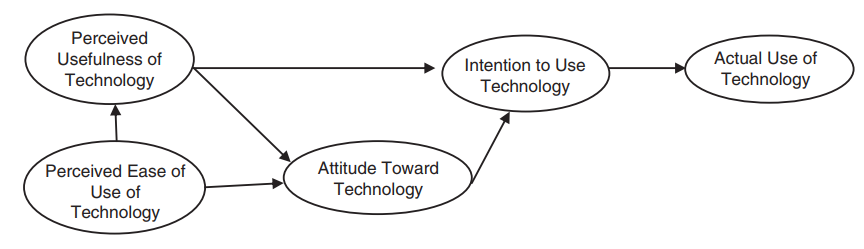 Perceived
Usefulness of
Technology
Intention to Use
Technology
Actual Use of
Technology
Perceived Ease of
Use of
Technology
Attitude Toward
Technology